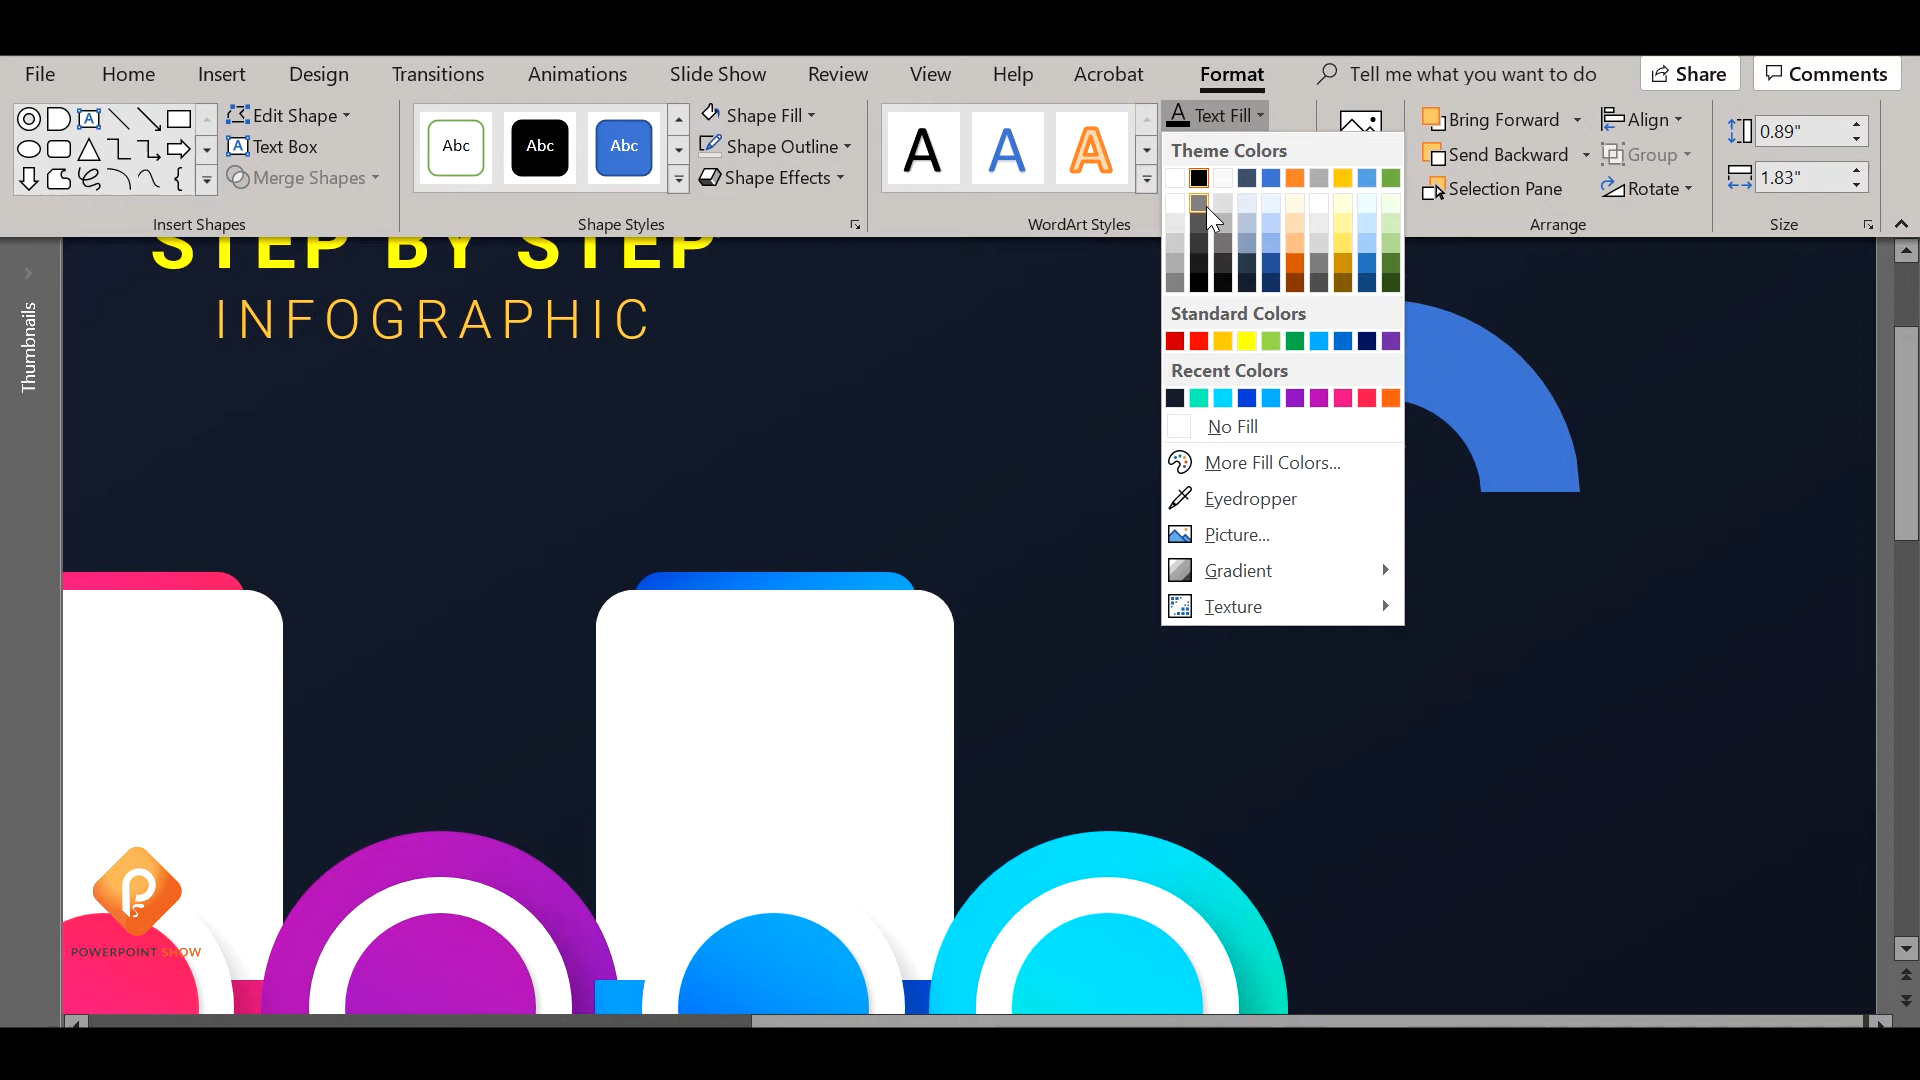 File Home Insert Design Transitions Animations Slide Show Review View Help Acrobat Format Tell me what you want to do Share Comments
Edit Shape
Text Box
Merge Shapes
Insert Shapes
Abc Abc Abc
Shape Fill
Shape Outline
Shape Effects
Shape Styles
A A A
WordArt Styles
A Text Fill
Theme Colors
Standard Colors
Recent Colors
No Fill
More Fill Colors...
Eyedropper
Picture...
Gradient
Texture
Bring Forward
Send Backward
Selection Pane
Align
Group
Rotate
Arrange
0.89"
1.83"
Size
Thumbnails
STEP BY STEP
INFOGRAPHIC
POWERPOINT SHOW